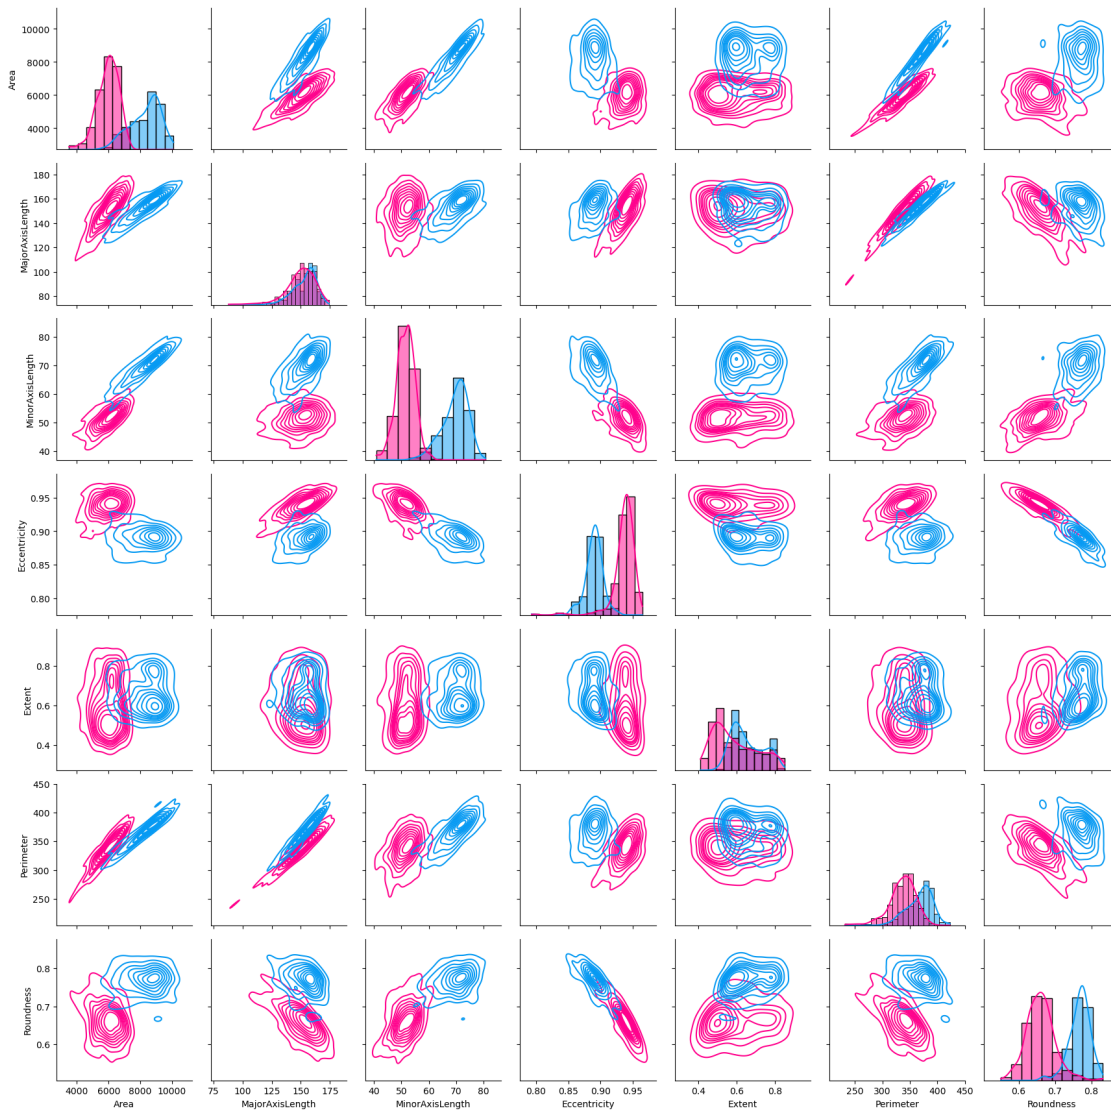 10000
8000
6000
4000
Area
180
160
140
120
100
80
MajorAxisLength
80
70
60
50
40
MinorAxisLength
0.95
0.90
0.85
0.80
Eccentricity
0.8
0.6
0.4
Extent
450
400
350
300
250
Perimeter
0.8
0.7
0.6
Roundness
4000 6000 8000 10000
75 100 125 150 175
40 50 60 70 80
0.80 0.85 0.90 0.95
0.4 0.6 0.8
250 300 350 400 450
0.6 0.7 0.8
Area MajorAxisLength MinorAxisLength Eccentricity Extent Perimeter Roundness